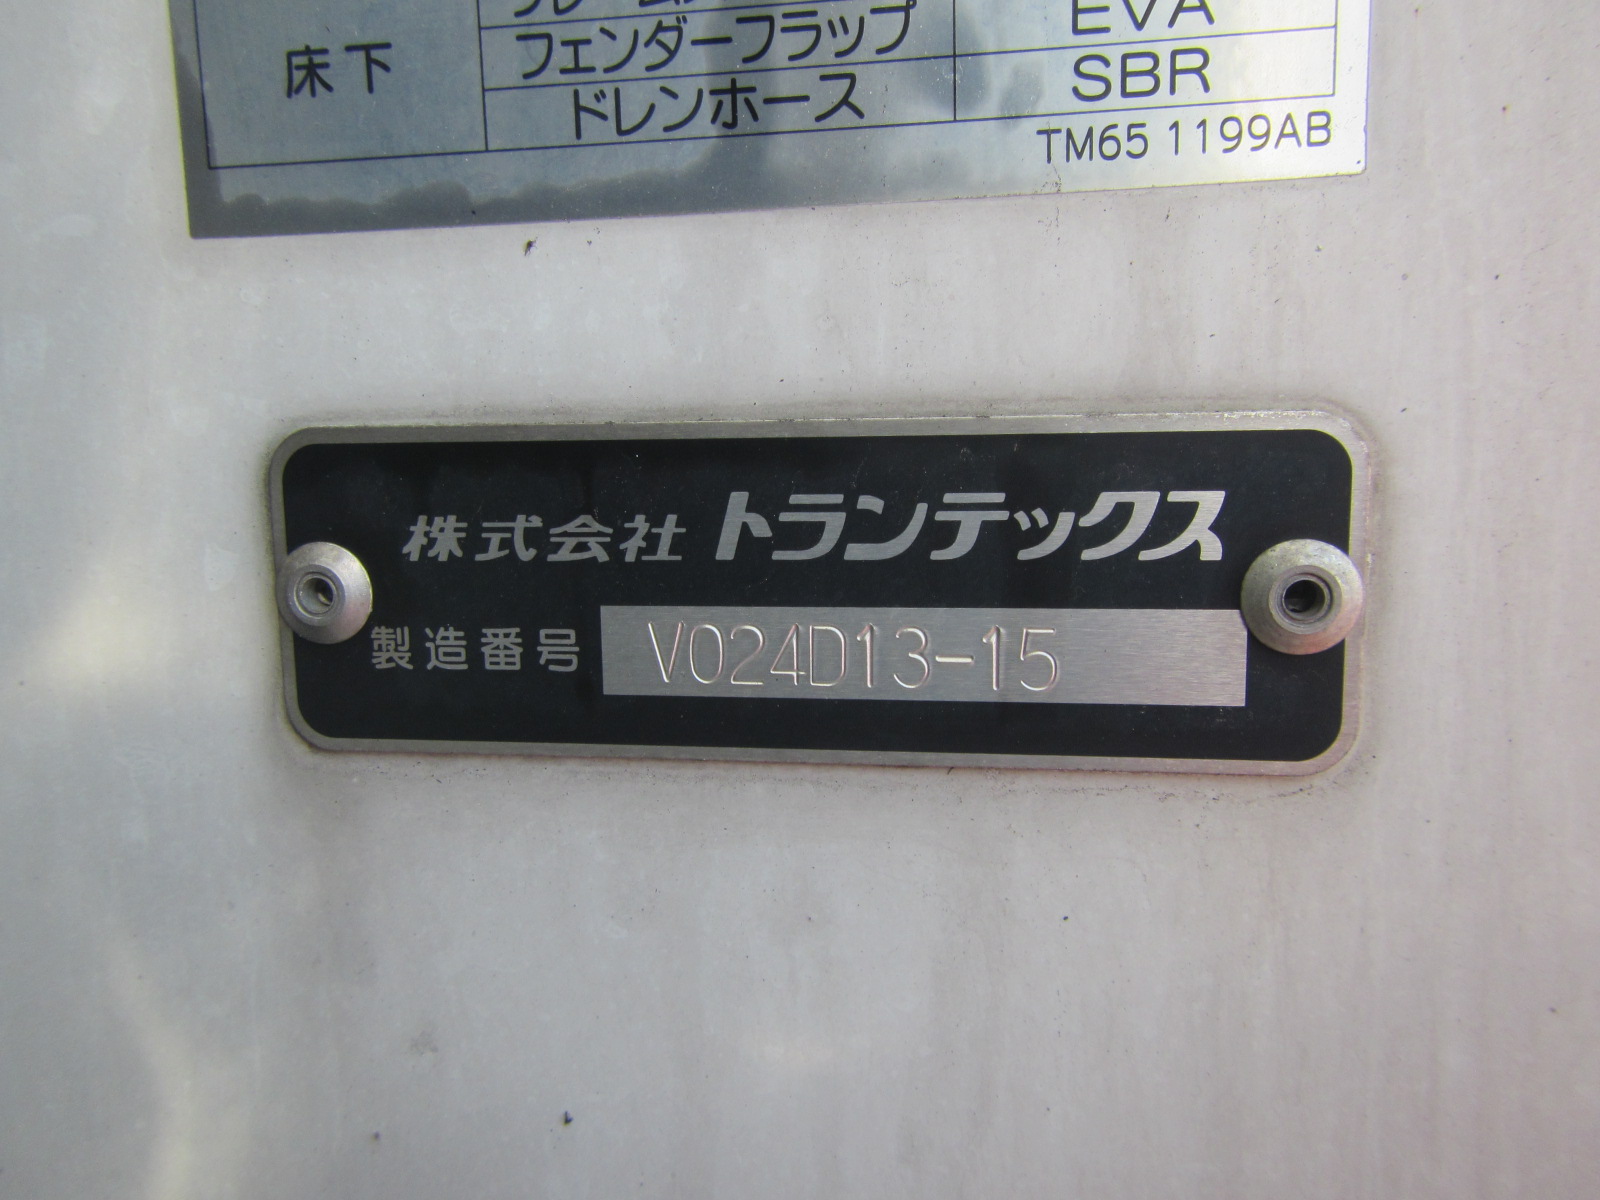 床下
フェンダーフラップ EVA
ドレンホース SBR
TM65 1199AB
株式会社 トランテックス
製造番号 V024D13-15